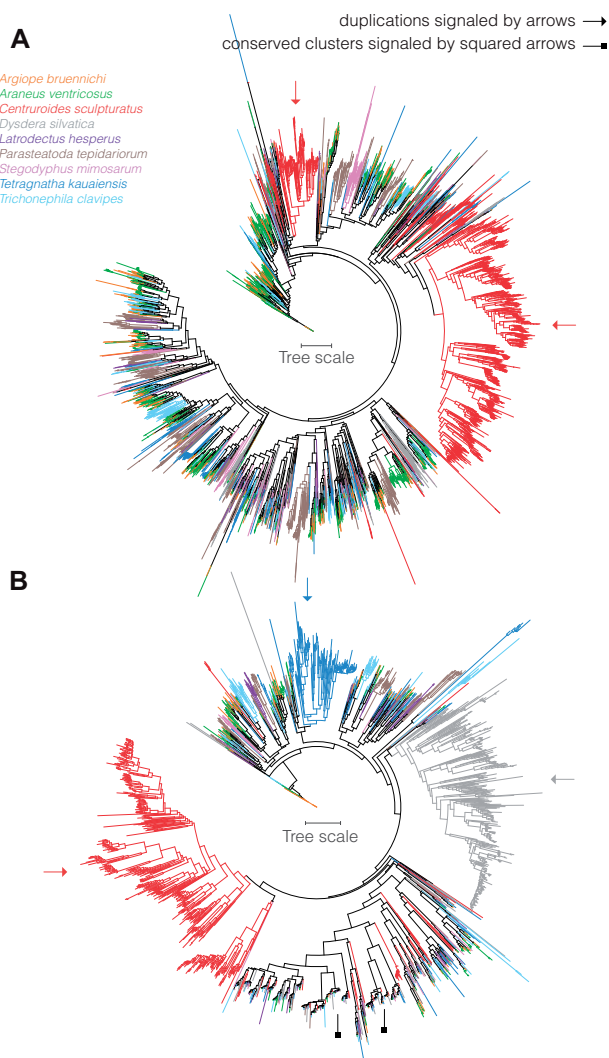 duplications signaled by arrows
A
conserved clusters signaled by squared arrows
Argiope bruennichi
Araneus ventricosus
Centruroides sculpturatus
Dysdera silvatica
Latrodectus hesperus
Parasteatoda tepidariorum
Stegodyphus mimosarum
Tetragnatha kauaiensis
Trichonephila clavipes
Tree scale
B
Tree scale